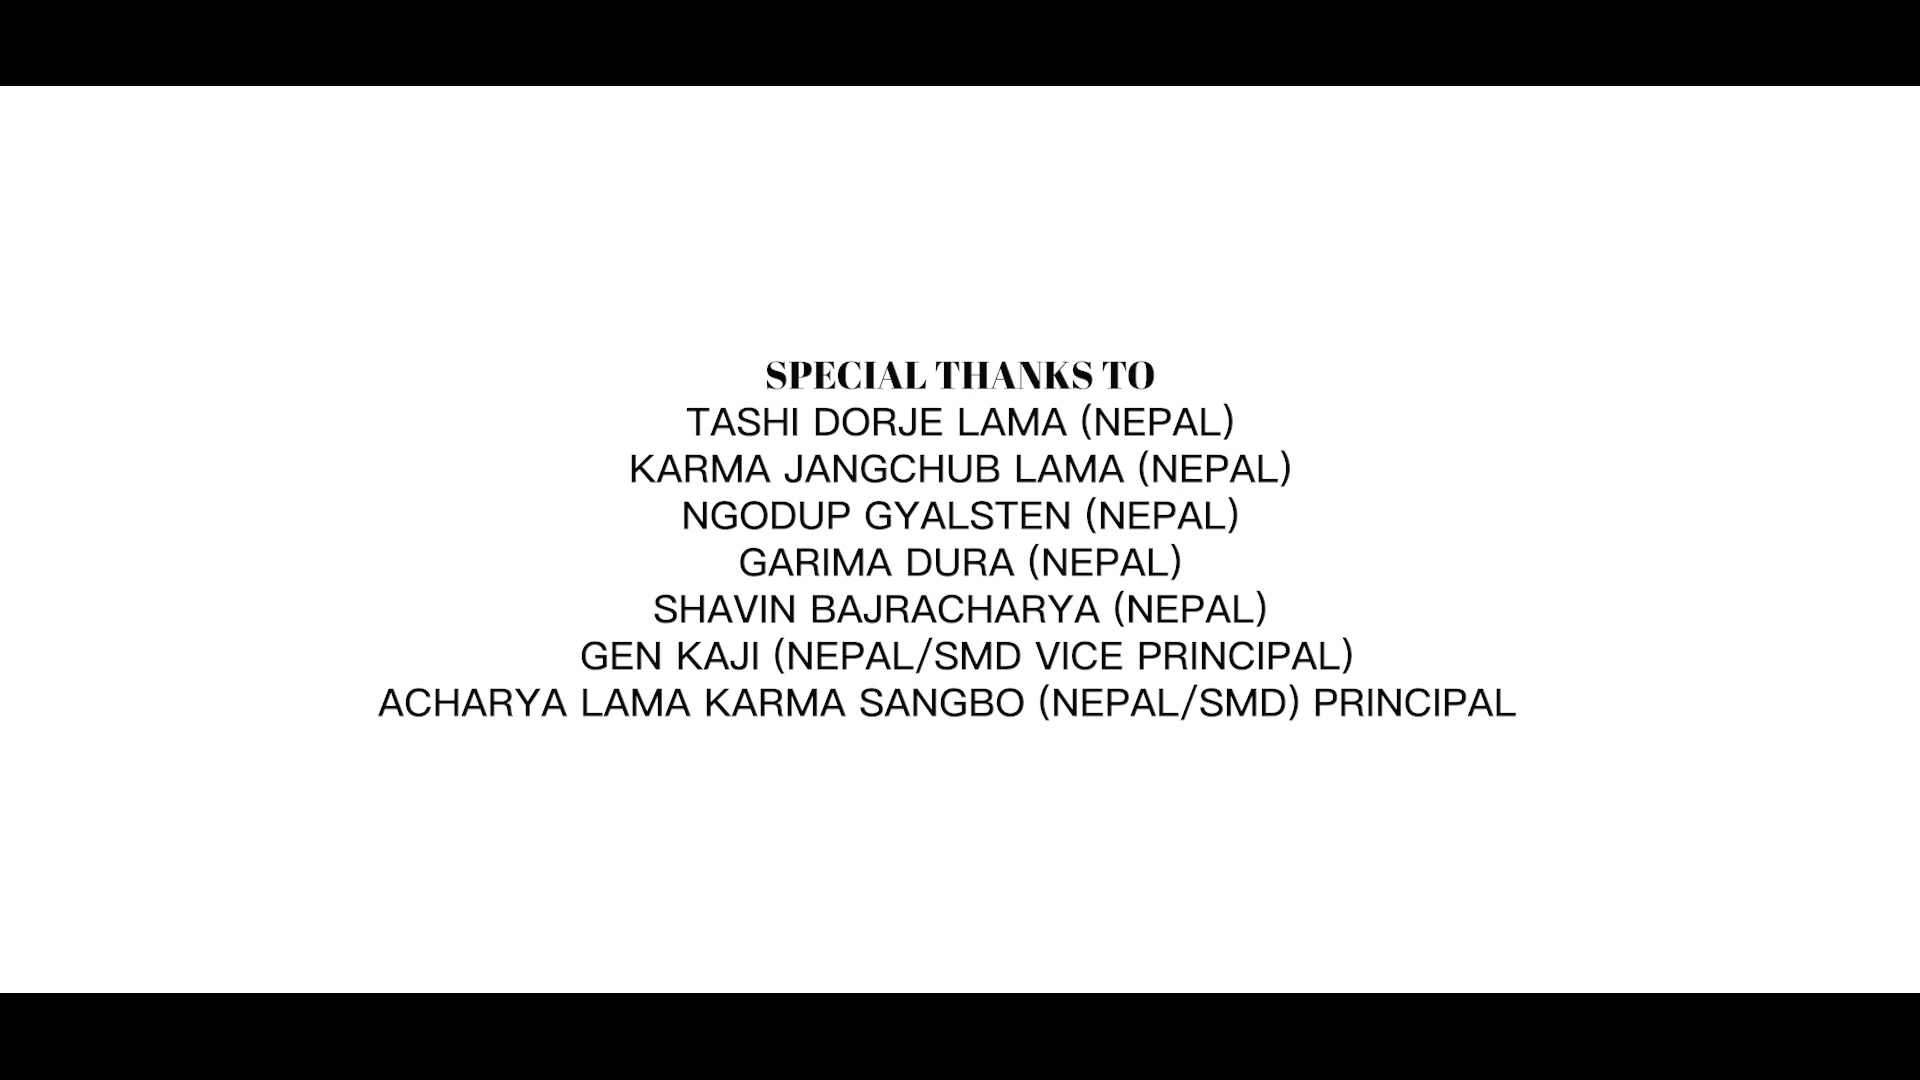 SPECIAL THANKS TO
TASHI DORJE LAMA (NEPAL)
KARMA JANGCHUB LAMA (NEPAL)
NGODUP GYALSTEN (NEPAL)
GARIMA DURA (NEPAL)
SHAVIN BAJRACHARYA (NEPAL)
GEN KAJI (NEPAL/SMD VICE PRINCIPAL)
ACHARYA LAMA KARMA SANGBO (NEPAL/SMD) PRINCIPAL